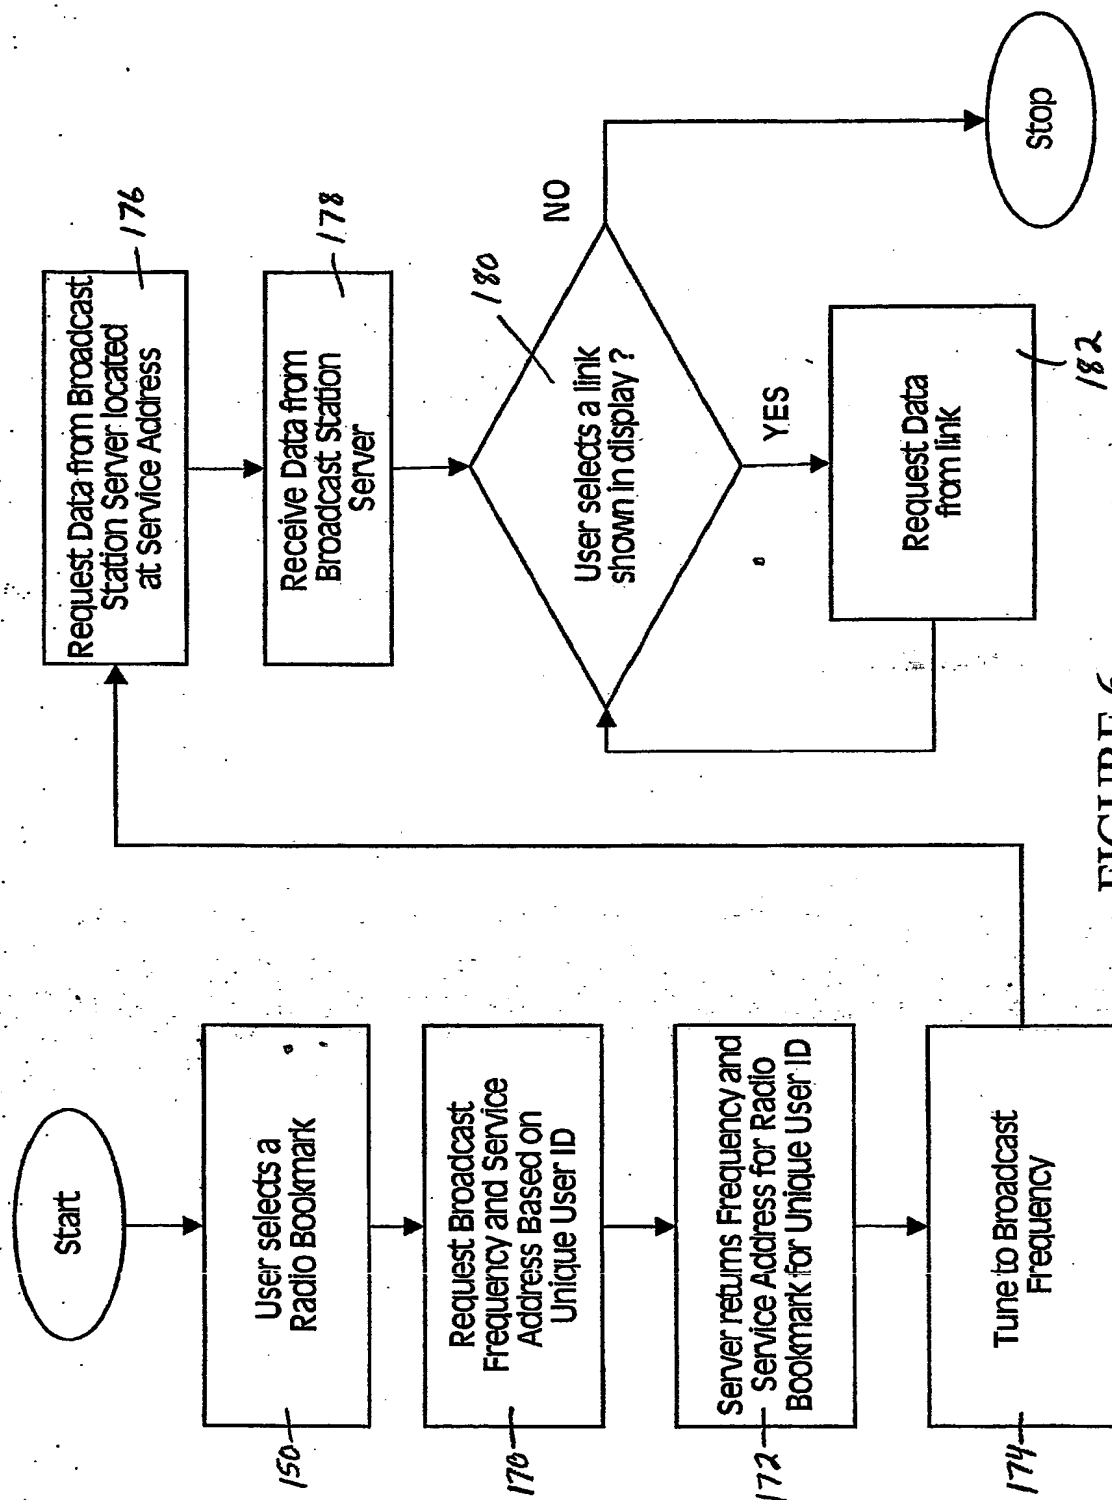 Start
User selects a
Radio Bookmark
150
Request Broadcast
Frequency and Service
Address Based on
Unique User ID
170
Server returns Frequency and
Service Address for Radio
Bookmark for Unique User ID
172
Tune to Broadcast
Frequency
174
Request Data from Broadcast
Station Server located
at Service Address
176
Receive Data from
Broadcast Station
Server
178
User selects a link
shown in display ?
180
NO
YES
Request Data
from link
182
Stop
FIGURE 6